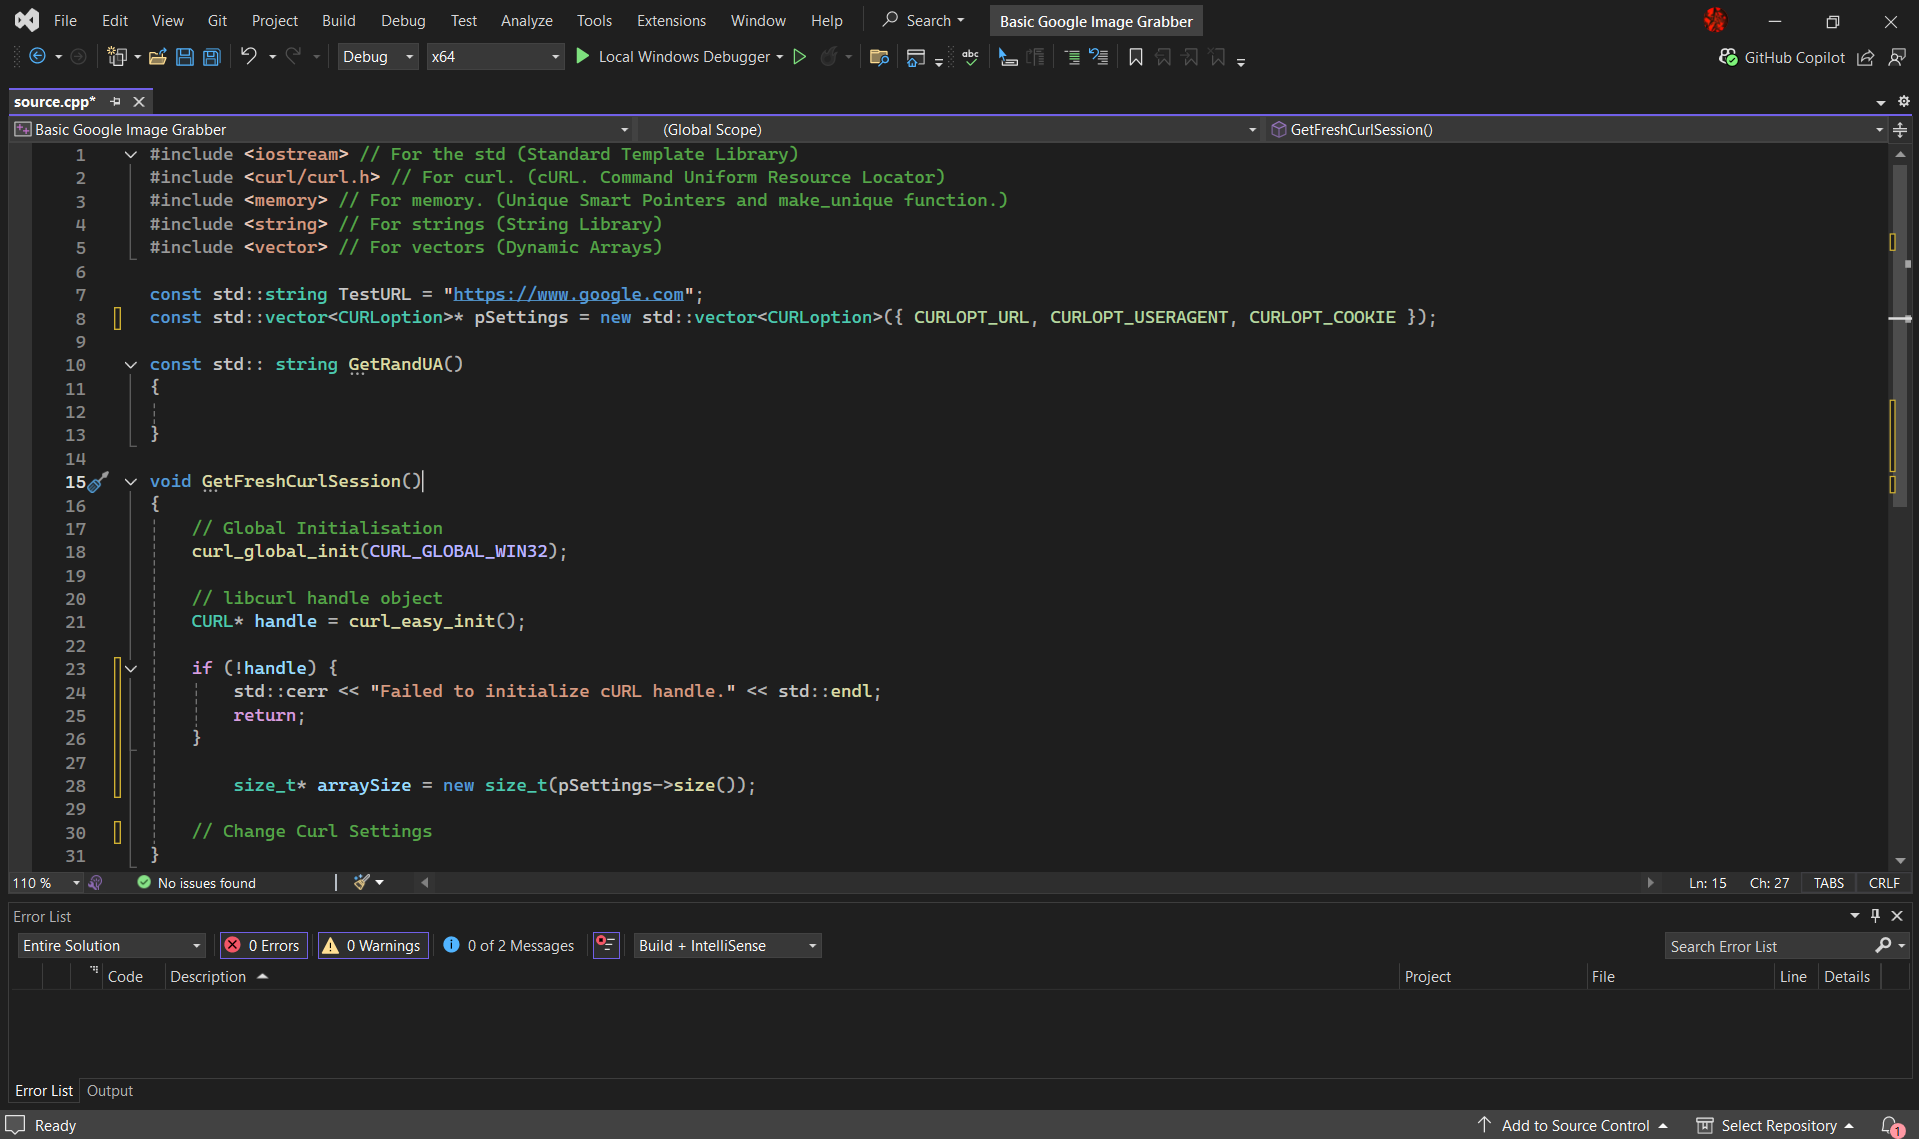 File Edit View Git Project Build Debug Test Analyze Tools Extensions Window Help Search Basic Google Image Grabber
Debug x64 Local Windows Debugger abc GitHub Copilot
source.cpp*
Basic Google Image Grabber (Global Scope) GetFreshCurlSession()
1 #include <iostream> // For the std (Standard Template Library)
2 #include <curl/curl.h> // For curl. (cURL. Command Uniform Resource Locator)
3 #include <memory> // For memory. (Unique Smart Pointers and make_unique function.)
4 #include <string> // For strings (String Library)
5 #include <vector> // For vectors (Dynamic Arrays)
6
7 const std::string TestURL = "https://www.google.com";
8 const std::vector<CURLoption>* pSettings = new std::vector<CURLoption>({ CURLOPT_URL, CURLOPT_USERAGENT, CURLOPT_COOKIE });
9
10 const std:: string GetRandUA()
11 {
12
13 }
14
15 void GetFreshCurlSession()
16 {
17 // Global Initialisation
18 curl_global_init(CURL_GLOBAL_WIN32);
19
20 // libcurl handle object
21 CURL* handle = curl_easy_init();
22
23 if (!handle) {
24 std::cerr << "Failed to initialize cURL handle." << std::endl;
25 return;
26 }
27
28 size_t* arraySize = new size_t(pSettings->size());
29
30 // Change Curl Settings
31 }
110 % No issues found Ln: 15 Ch: 27 TABS CRLF
Error List
Entire Solution 0 Errors 0 Warnings 0 of 2 Messages Build + IntelliSense Search Error List
Code Description Project File Line Details
Error List Output
Ready Add to Source Control Select Repository 1